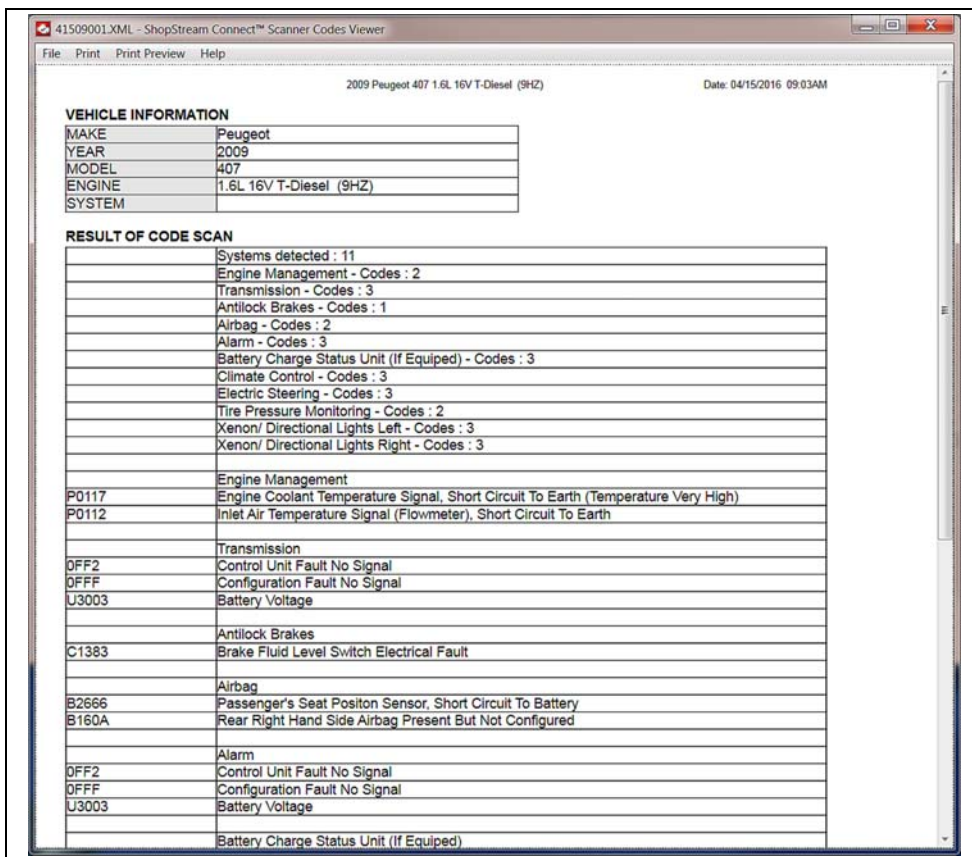 41509001.XML - ShopStream Connect™ Scanner Codes Viewer
File Print Print Preview Help
2009 Peugeot 407 1.6L 16V T-Diesel (9HZ) Date: 04/15/2016 09:03AM
VEHICLE INFORMATION
MAKE Peugeot
YEAR 2009
MODEL 407
ENGINE 1.6L 16V T-Diesel (9HZ)
SYSTEM
RESULT OF CODE SCAN
Systems detected : 11
Engine Management - Codes : 2
Transmission - Codes : 3
Antilock Brakes - Codes : 1
Airbag - Codes : 2
Alarm - Codes : 3
Battery Charge Status Unit (If Equiped) - Codes : 3
Climate Control - Codes : 3
Electric Steering - Codes : 3
Tire Pressure Monitoring - Codes : 2
Xenon/ Directional Lights Left - Codes : 3
Xenon/ Directional Lights Right - Codes : 3
Engine Management
P0117 Engine Coolant Temperature Signal, Short Circuit To Earth (Temperature Very High)
P0112 Inlet Air Temperature Signal (Flowmeter), Short Circuit To Earth
Transmission
0FF2 Control Unit Fault No Signal
0FFF Configuration Fault No Signal
U3003 Battery Voltage
Antilock Brakes
C1383 Brake Fluid Level Switch Electrical Fault
Airbag
B2666 Passenger's Seat Positon Sensor, Short Circuit To Battery
B160A Rear Right Hand Side Airbag Present But Not Configured
Alarm
0FF2 Control Unit Fault No Signal
0FFF Configuration Fault No Signal
U3003 Battery Voltage
Battery Charge Status Unit (If Equiped)